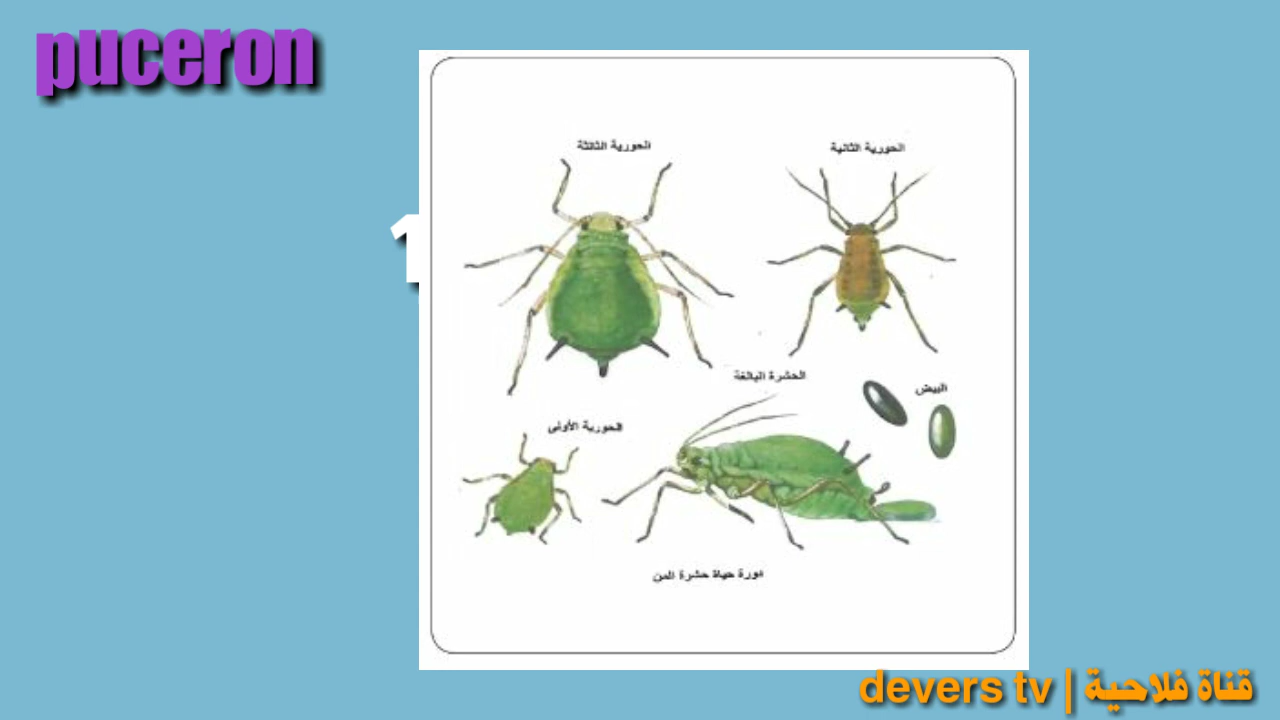 puceron
الحورية الثالثة
الحورية الثانية
1
الحشرة البالغة
البيض
الحورية الأولى
دورة حياة حشرة المن
devers tv | قناة فلاحية